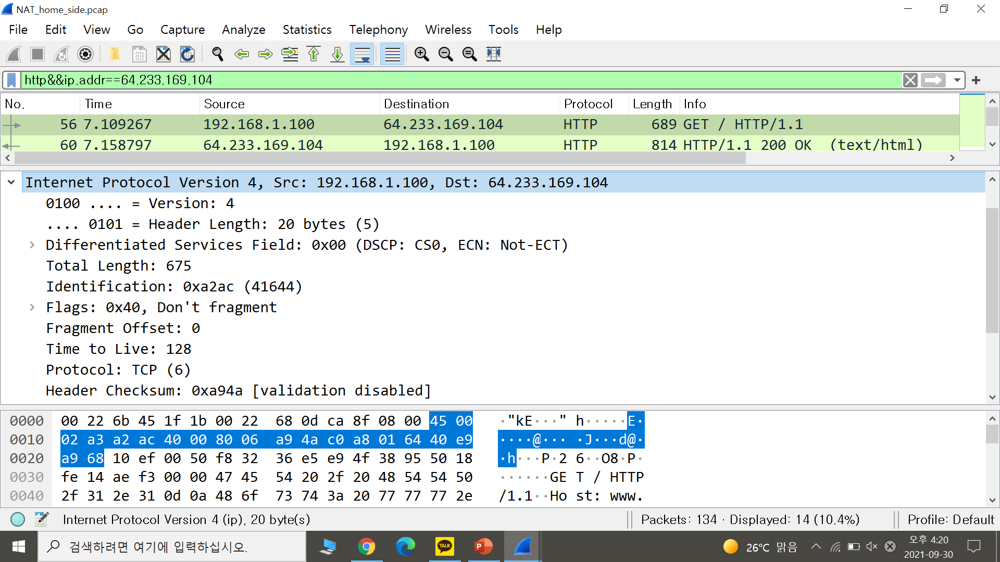 NAT_home_side.pcap
File Edit View Go Capture Analyze Statistics Telephony Wireless Tools Help
http&&ip.addr==64.233.169.104
No. Time Source Destination Protocol Length Info
56 7.109267 192.168.1.100 64.233.169.104 HTTP 689 GET / HTTP/1.1
60 7.158797 64.233.169.104 192.168.1.100 HTTP 814 HTTP/1.1 200 OK (text/html)
Internet Protocol Version 4, Src: 192.168.1.100, Dst: 64.233.169.104
0100 .... = Version: 4
.... 0101 = Header Length: 20 bytes (5)
Differentiated Services Field: 0x00 (DSCP: CS0, ECN: Not-ECT)
Total Length: 675
Identification: 0xa2ac (41644)
Flags: 0x40, Don't fragment
Fragment Offset: 0
Time to Live: 128
Protocol: TCP (6)
Header Checksum: 0xa94a [validation disabled]
0000 00 22 6b 45 1f 1b 00 22 68 0d ca 8f 08 00 45 00 ·"kE···" h·····E·
0010 02 a3 a2 ac 40 00 80 06 a9 4a c0 a8 01 64 40 e9 ····@··· ·J···d@·
0020 a9 68 10 ef 00 50 f8 32 36 e5 e9 4f 38 95 50 18 ·h···P·2 6··O8·P·
0030 fe 14 ae f3 00 00 47 45 54 20 2f 20 48 54 54 50 ······GE T / HTTP
0040 2f 31 2e 31 0d 0a 48 6f 73 74 3a 20 77 77 77 2e /1.1··Ho st: www.
Internet Protocol Version 4 (ip), 20 byte(s) Packets: 134 · Displayed: 14 (10.4%) Profile: Default
검색하려면 여기에 입력하십시오. TALK P 26°C 맑음 오후 4:20
2021-09-30